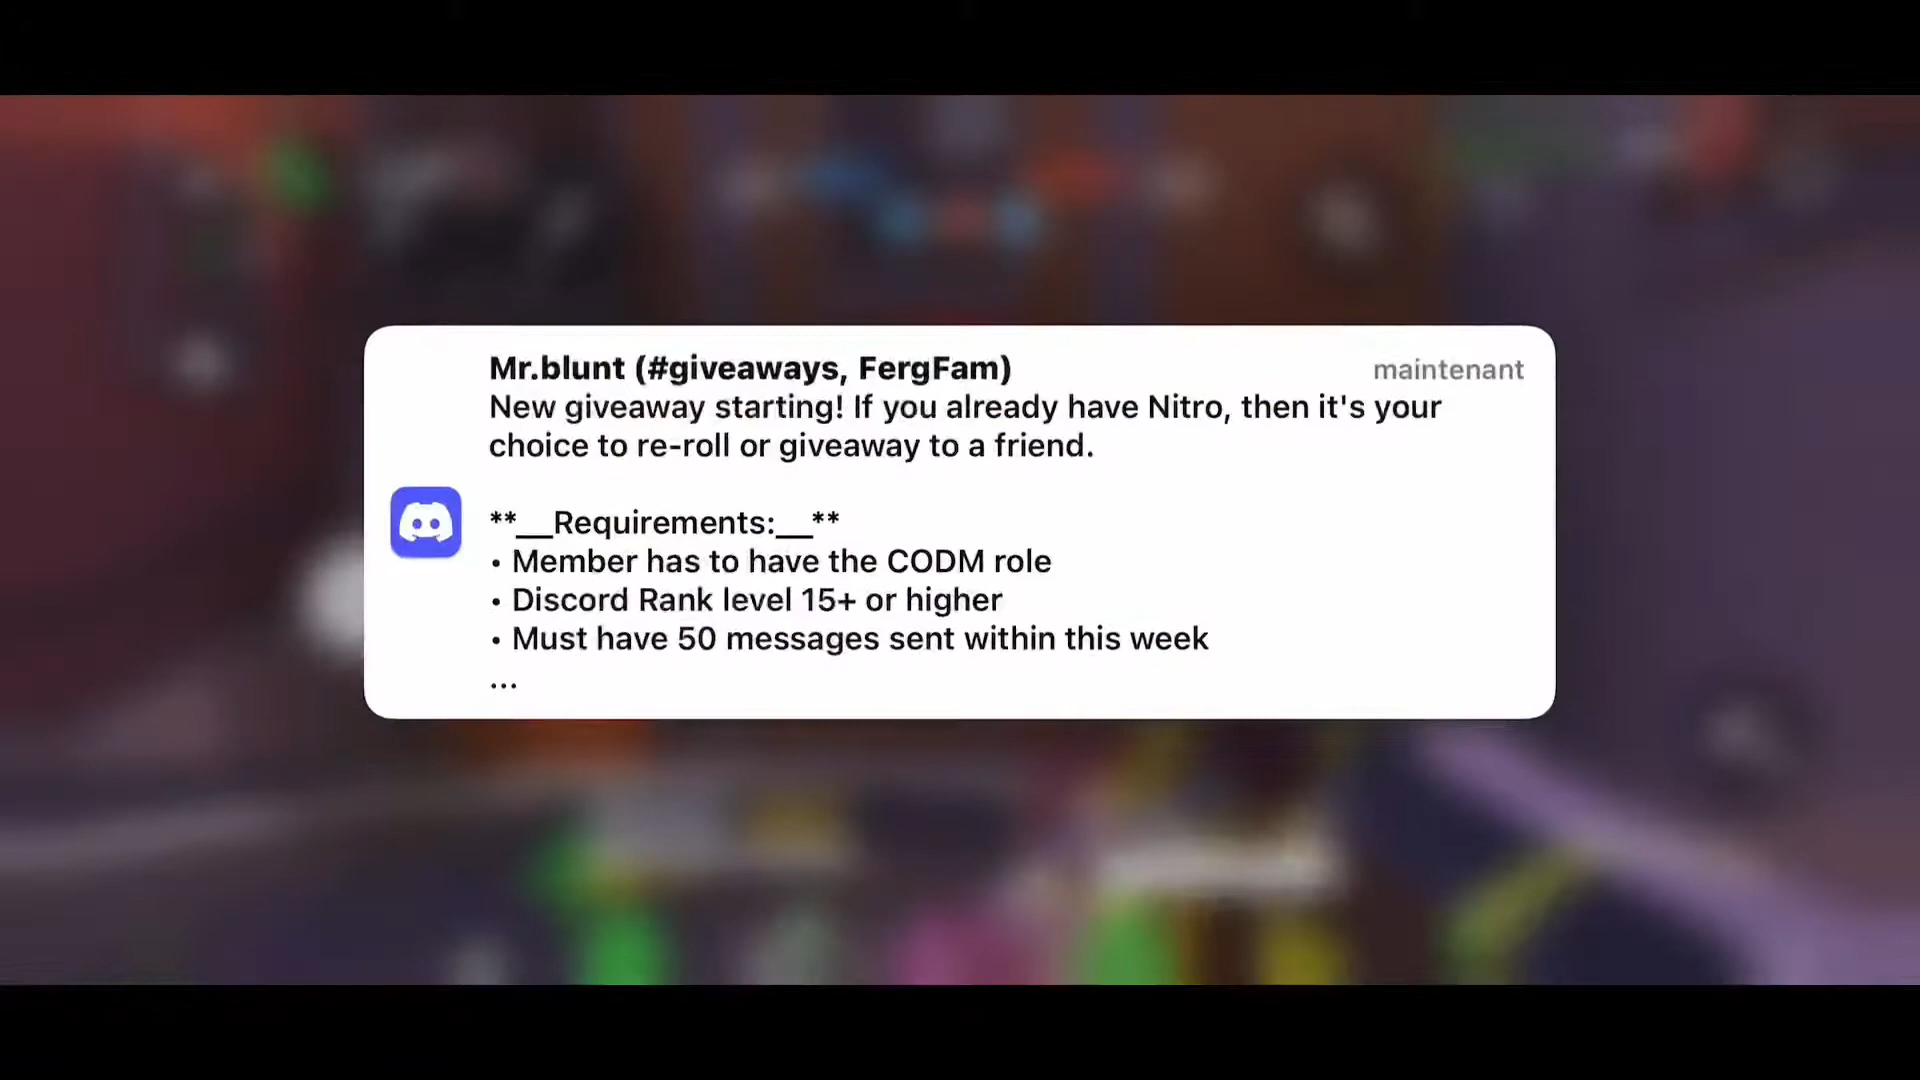 Mr.blunt (#giveaways, FergFam)
maintenant
New giveaway starting! If you already have Nitro, then it's your
choice to re-roll or giveaway to a friend.
**__Requirements:__**
• Member has to have the CODM role
• Discord Rank level 15+ or higher
• Must have 50 messages sent within this week
...